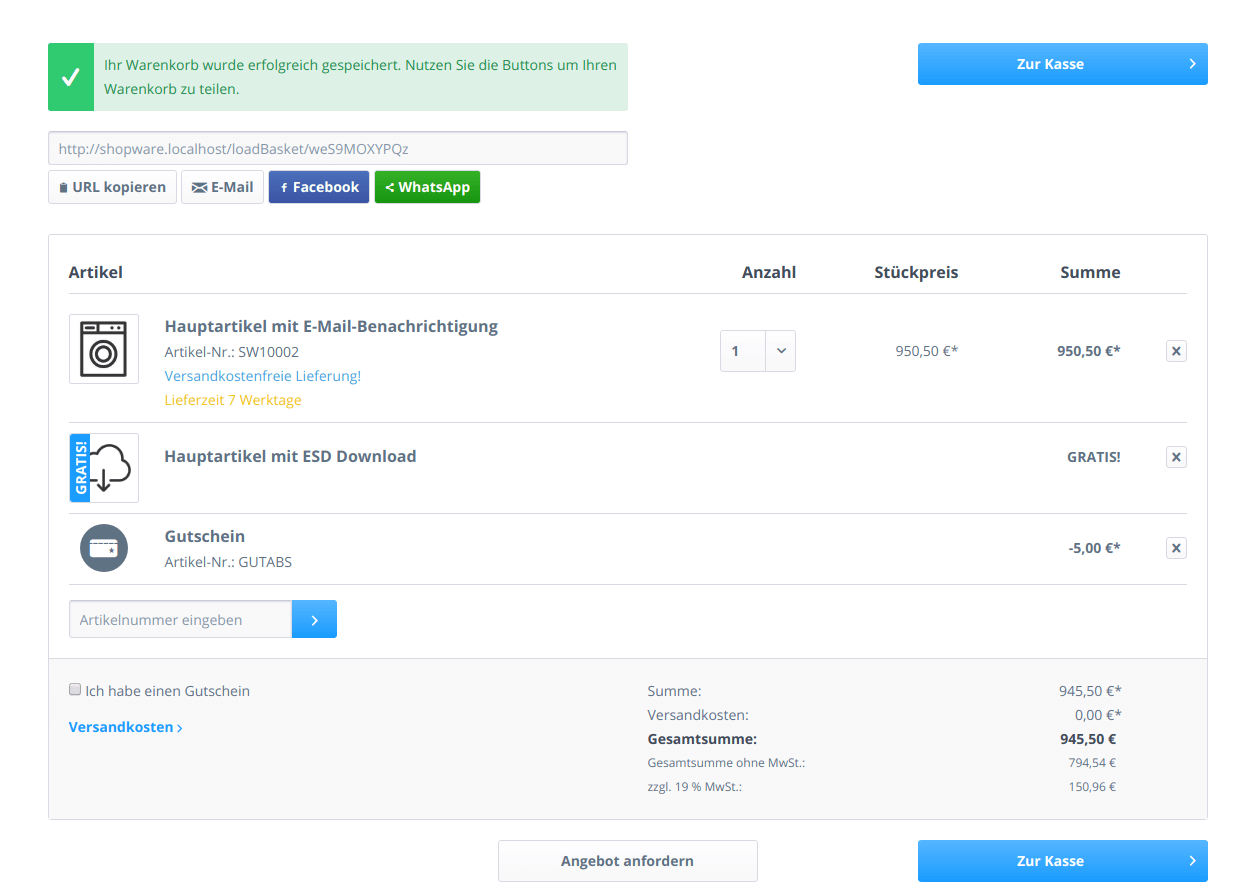 Ihr Warenkorb wurde erfolgreich gespeichert. Nutzen Sie die Buttons um Ihren
Warenkorb zu teilen.
Zur Kasse
http://shopware.localhost/loadBasket/weS9MOXYPQz
URL kopieren E-Mail Facebook WhatsApp
Artikel Anzahl Stückpreis Summe
Hauptartikel mit E-Mail-Benachrichtigung
Artikel-Nr.: SW10002
Versandkostenfreie Lieferung!
Lieferzeit 7 Werktage
1 950,50 €* 950,50 €*
GRATIS!
Hauptartikel mit ESD Download GRATIS!
Gutschein
Artikel-Nr.: GUTABS
-5,00 €*
Artikelnummer eingeben
Ich habe einen Gutschein
Versandkosten
Summe: 945,50 €*
Versandkosten: 0,00 €*
Gesamtsumme: 945,50 €
Gesamtsumme ohne MwSt.: 794,54 €
zzgl. 19 % MwSt.: 150,96 €
Angebot anfordern Zur Kasse